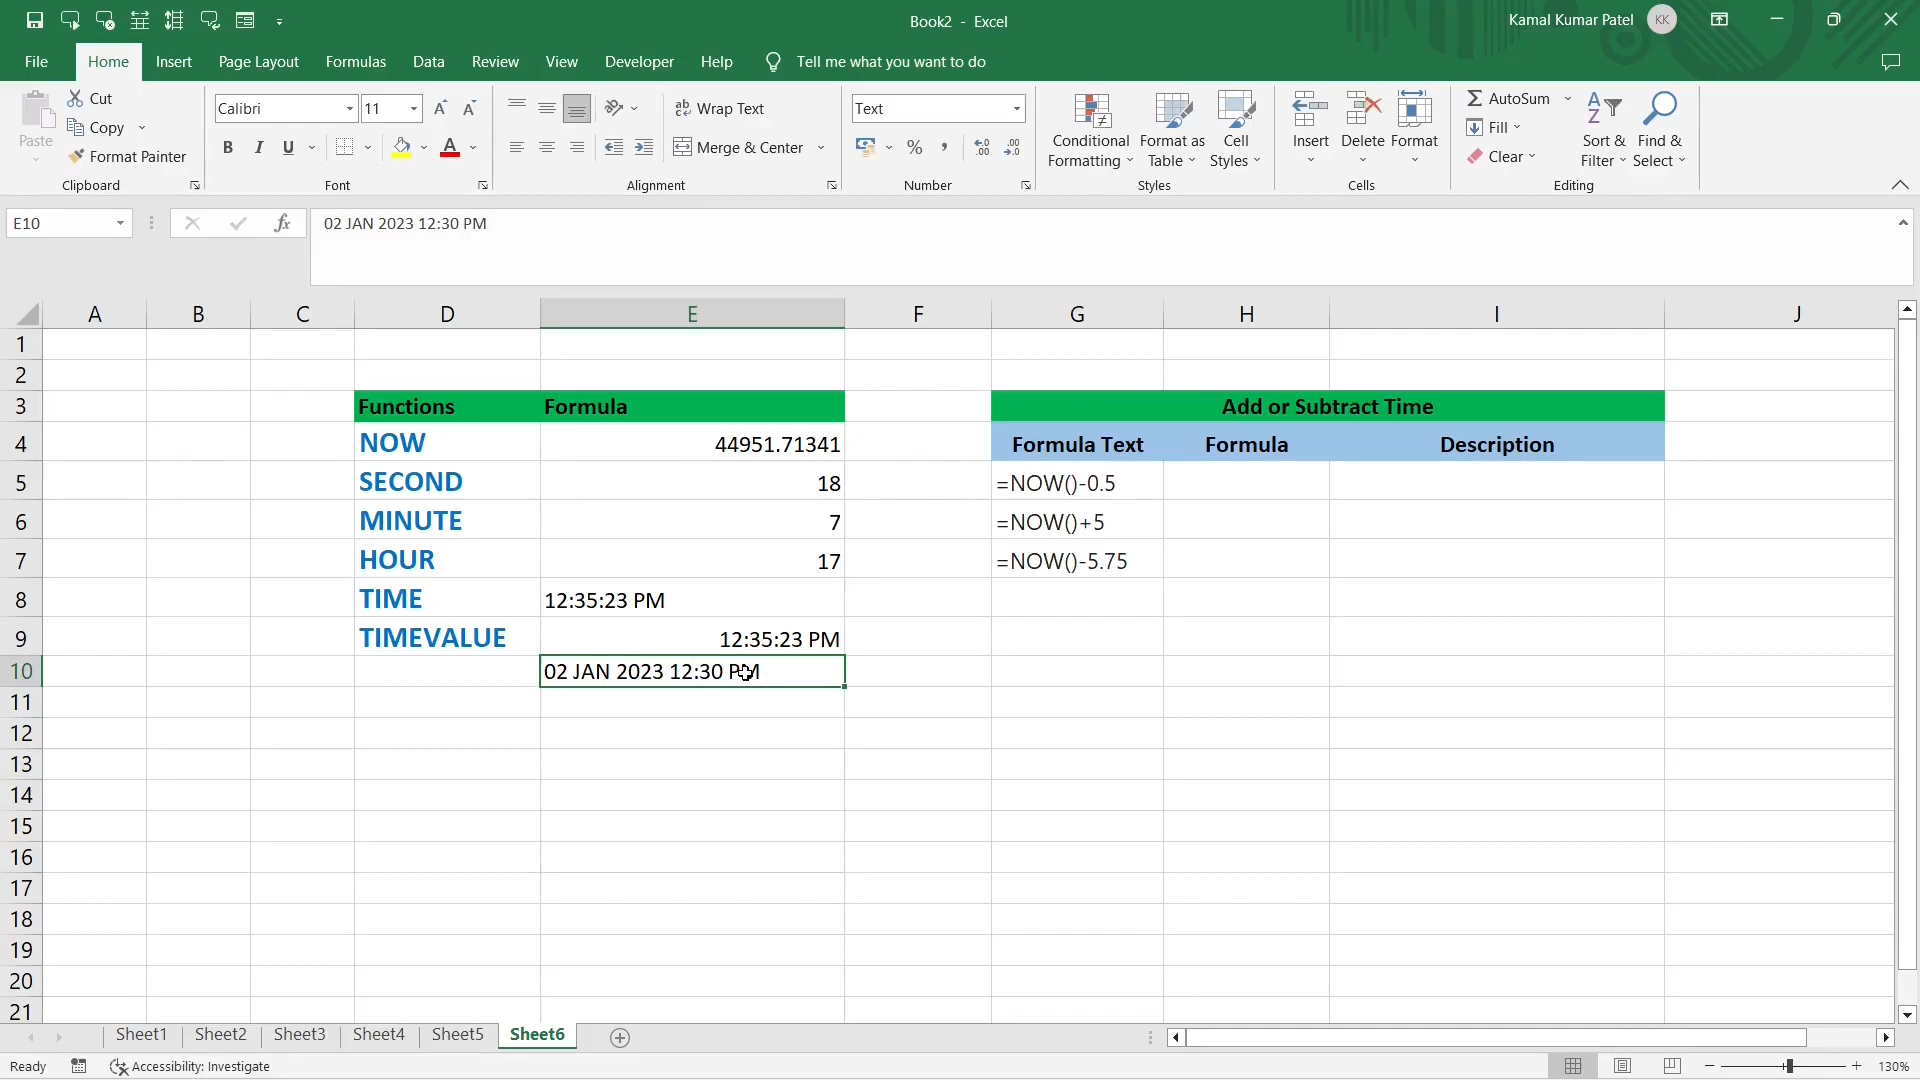 Book2 - Excel
Kamal Kumar Patel KK
File Home Insert Page Layout Formulas Data Review View Developer Help Tell me what you want to do
Paste
Cut
Copy
Format Painter
Clipboard
Calibri 11
B I U A
Font
ab Wrap Text
Merge & Center
Alignment
Text
% ,
Number
Conditional Formatting
Format as Table
Cell Styles
Styles
Insert Delete Format
Cells
AutoSum
Fill
Clear
Sort & Filter
Find & Select
Editing
E10 fx 02 JAN 2023 12:30 PM
A B C D E F G H I J
1
2
3 Functions Formula Add or Subtract Time
4 NOW 44951.71341 Formula Text Formula Description
5 SECOND 18 =NOW()-0.5
6 MINUTE 7 =NOW()+5
7 HOUR 17 =NOW()-5.75
8 TIME 12:35:23 PM
9 TIMEVALUE 12:35:23 PM
10 02 JAN 2023 12:30 PM
11
12
13
14
15
16
17
18
19
20
21
Sheet1 Sheet2 Sheet3 Sheet4 Sheet5 Sheet6
Ready Accessibility: Investigate 130%